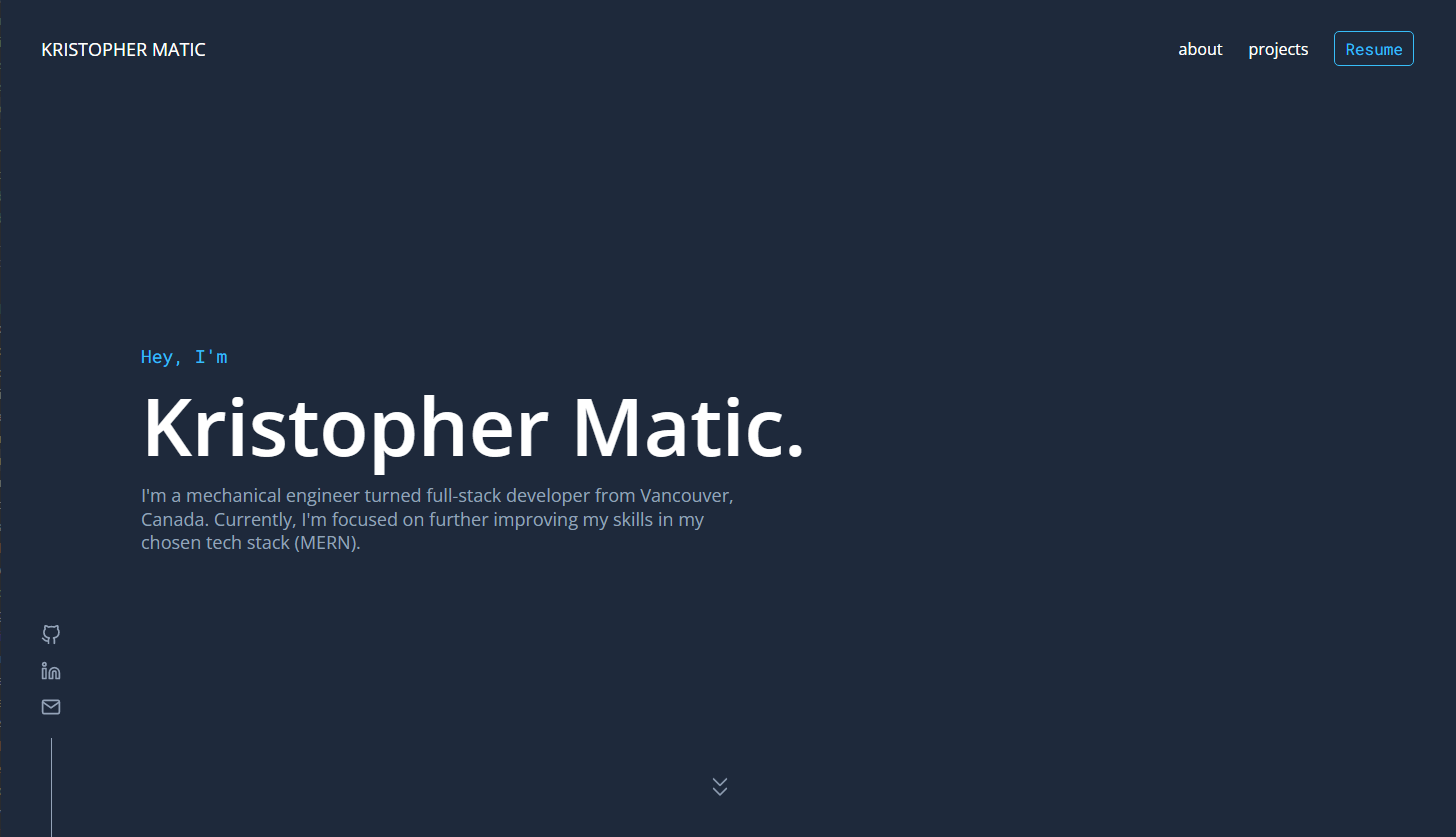 KRISTOPHER MATIC
about
projects
Resume
Hey, I'm
Kristopher Matic.
I'm a mechanical engineer turned full-stack developer from Vancouver,
Canada. Currently, I'm focused on further improving my skills in my
chosen tech stack (MERN).